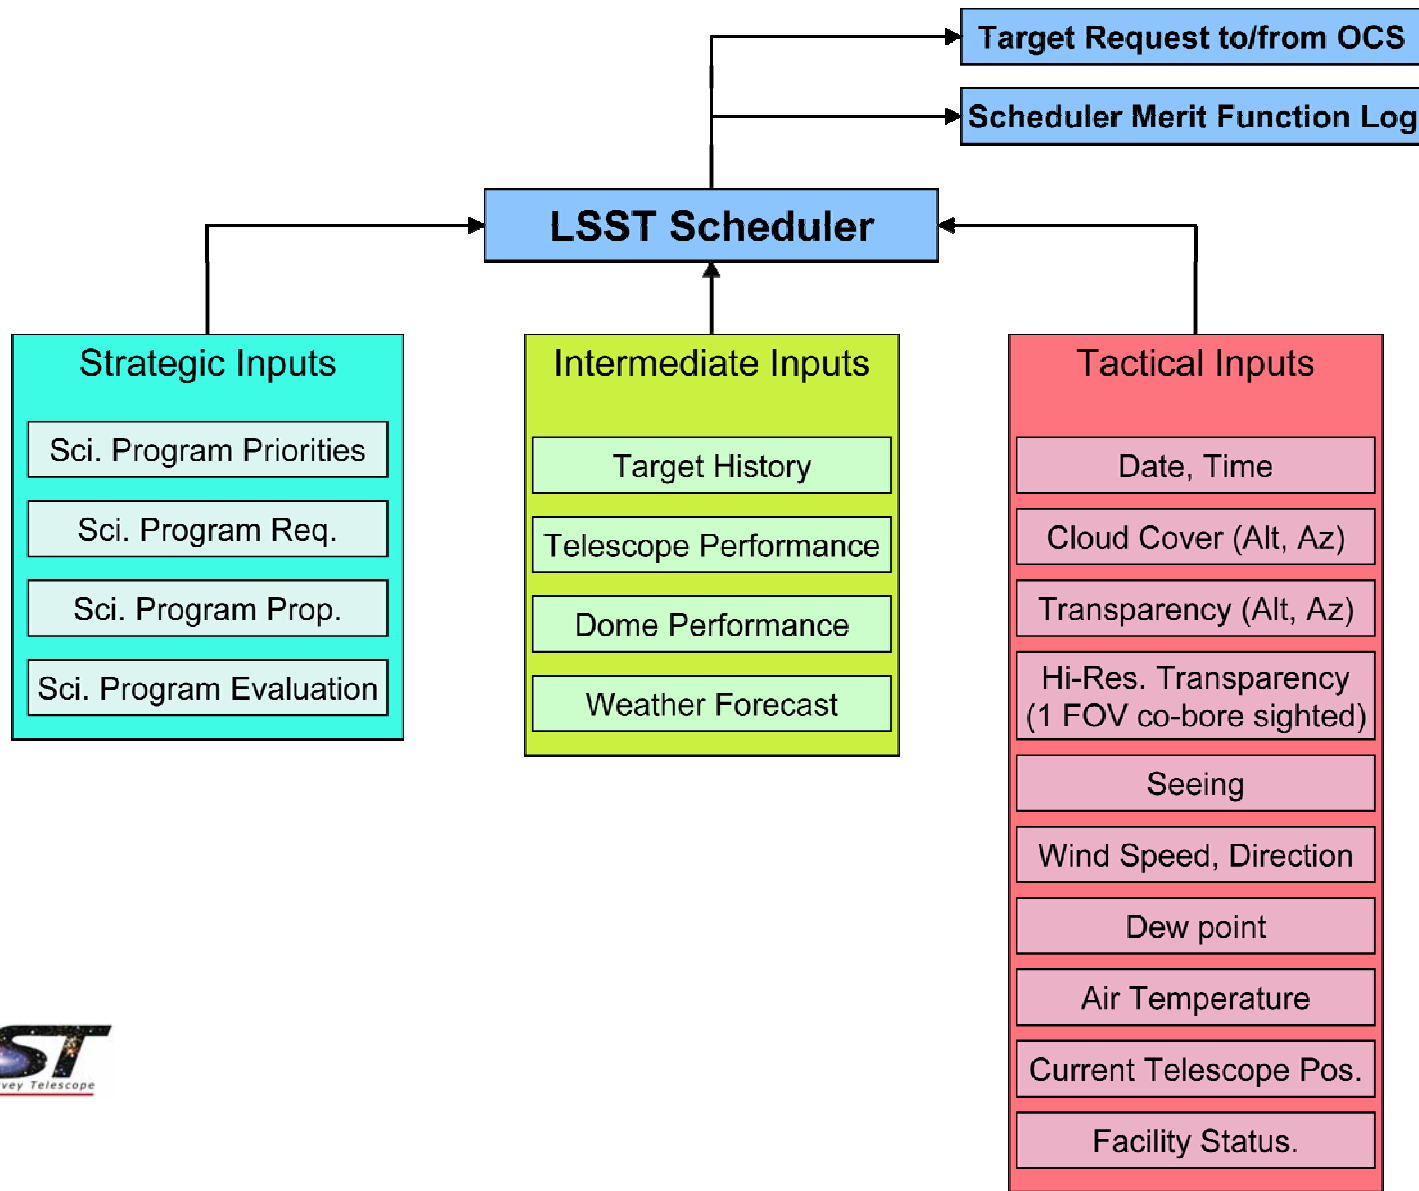 Target Request to/from OCS
Scheduler Merit Function Log
LSST Scheduler
Strategic Inputs
Sci. Program Priorities
Sci. Program Req.
Sci. Program Prop.
Sci. Program Evaluation
Intermediate Inputs
Target History
Telescope Performance
Dome Performance
Weather Forecast
Tactical Inputs
Date, Time
Cloud Cover (Alt, Az)
Transparency (Alt, Az)
Hi-Res. Transparency
(1 FOV co-bore sighted)
Seeing
Wind Speed, Direction
Dew point
Air Temperature
Current Telescope Pos.
Facility Status.
ST
vey Telescope